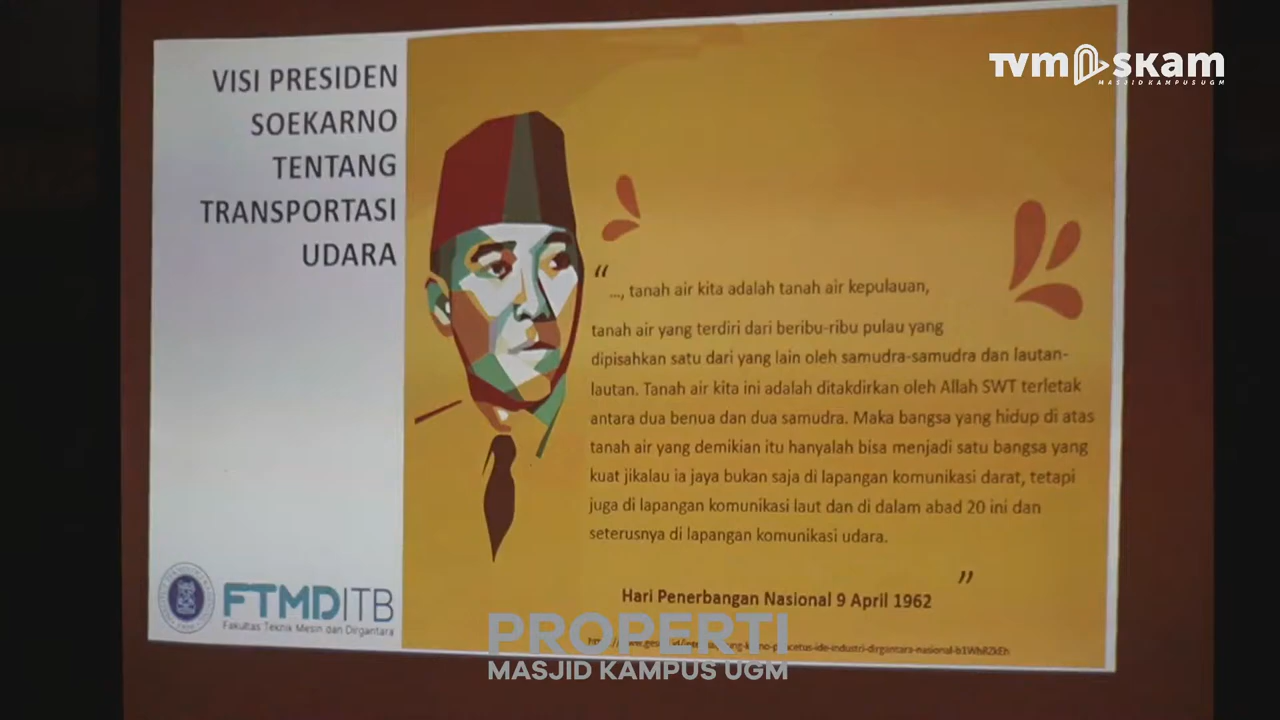 TVM SKAM
MASJID KAMPUS UGM
VISI PRESIDEN
SOEKARNO
TENTANG
TRANSPORTASI
UDARA
“
..., tanah air kita adalah tanah air kepulauan,
tanah air yang terdiri dari beribu-ribu pulau yang
dipisahkan satu dari yang lain oleh samudra-samudra dan lautan-
lautan. Tanah air kita ini adalah ditakdirkan oleh Allah SWT terletak
antara dua benua dan dua samudra. Maka bangsa yang hidup di atas
tanah air yang demikian itu hanyalah bisa menjadi satu bangsa yang
kuat jikalau ia jaya bukan saja di lapangan komunikasi darat, tetapi
juga di lapangan komunikasi laut dan di dalam abad 20 ini dan
seterusnya di lapangan komunikasi udara.
”
Hari Penerbangan Nasional 9 April 1962
FTMD ITB
Fakultas Teknik Mesin dan Dirgantara
PROPERTI
MASJID KAMPUS UGM